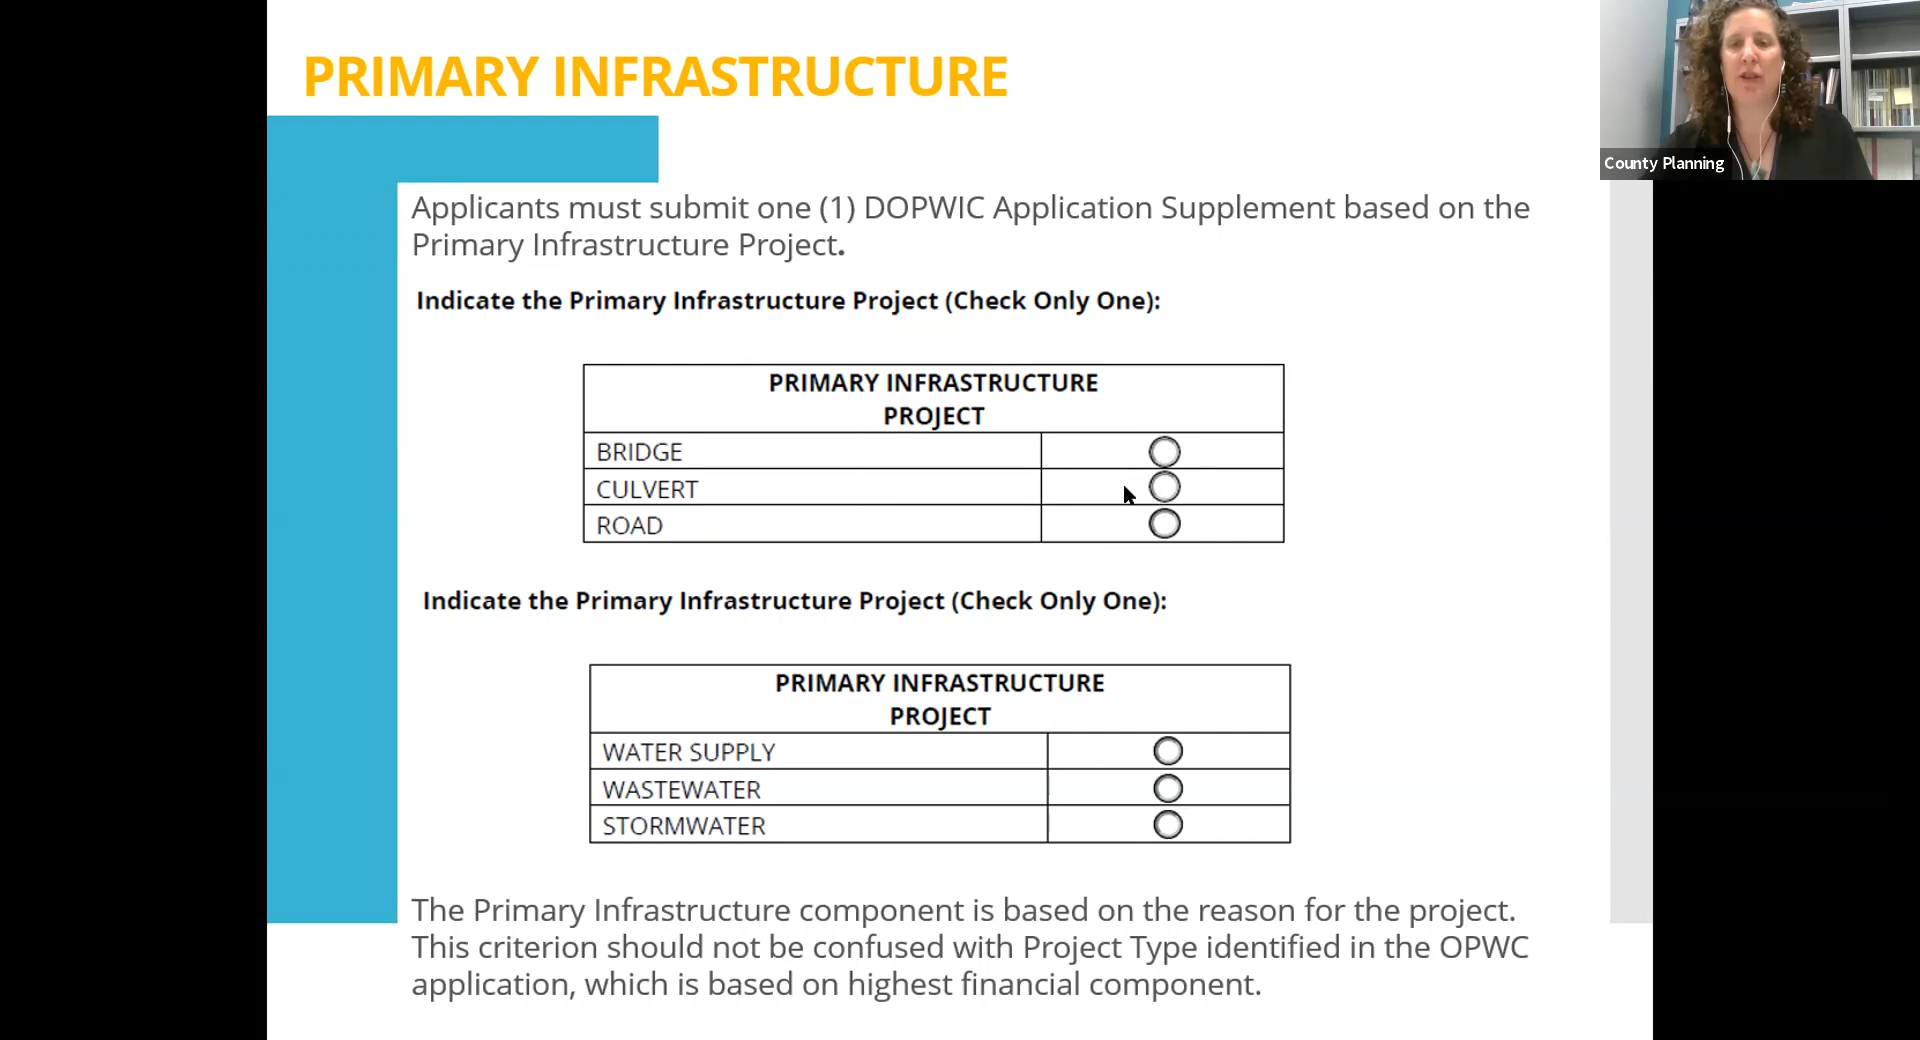 PRIMARY INFRASTRUCTURE
County Planning
Applicants must submit one (1) DOPWIC Application Supplement based on the
Primary Infrastructure Project.
Indicate the Primary Infrastructure Project (Check Only One):
PRIMARY INFRASTRUCTURE
PROJECT
BRIDGE
CULVERT
ROAD
Indicate the Primary Infrastructure Project (Check Only One):
PRIMARY INFRASTRUCTURE
PROJECT
WATER SUPPLY
WASTEWATER
STORMWATER
The Primary Infrastructure component is based on the reason for the project.
This criterion should not be confused with Project Type identified in the OPWC
application, which is based on highest financial component.